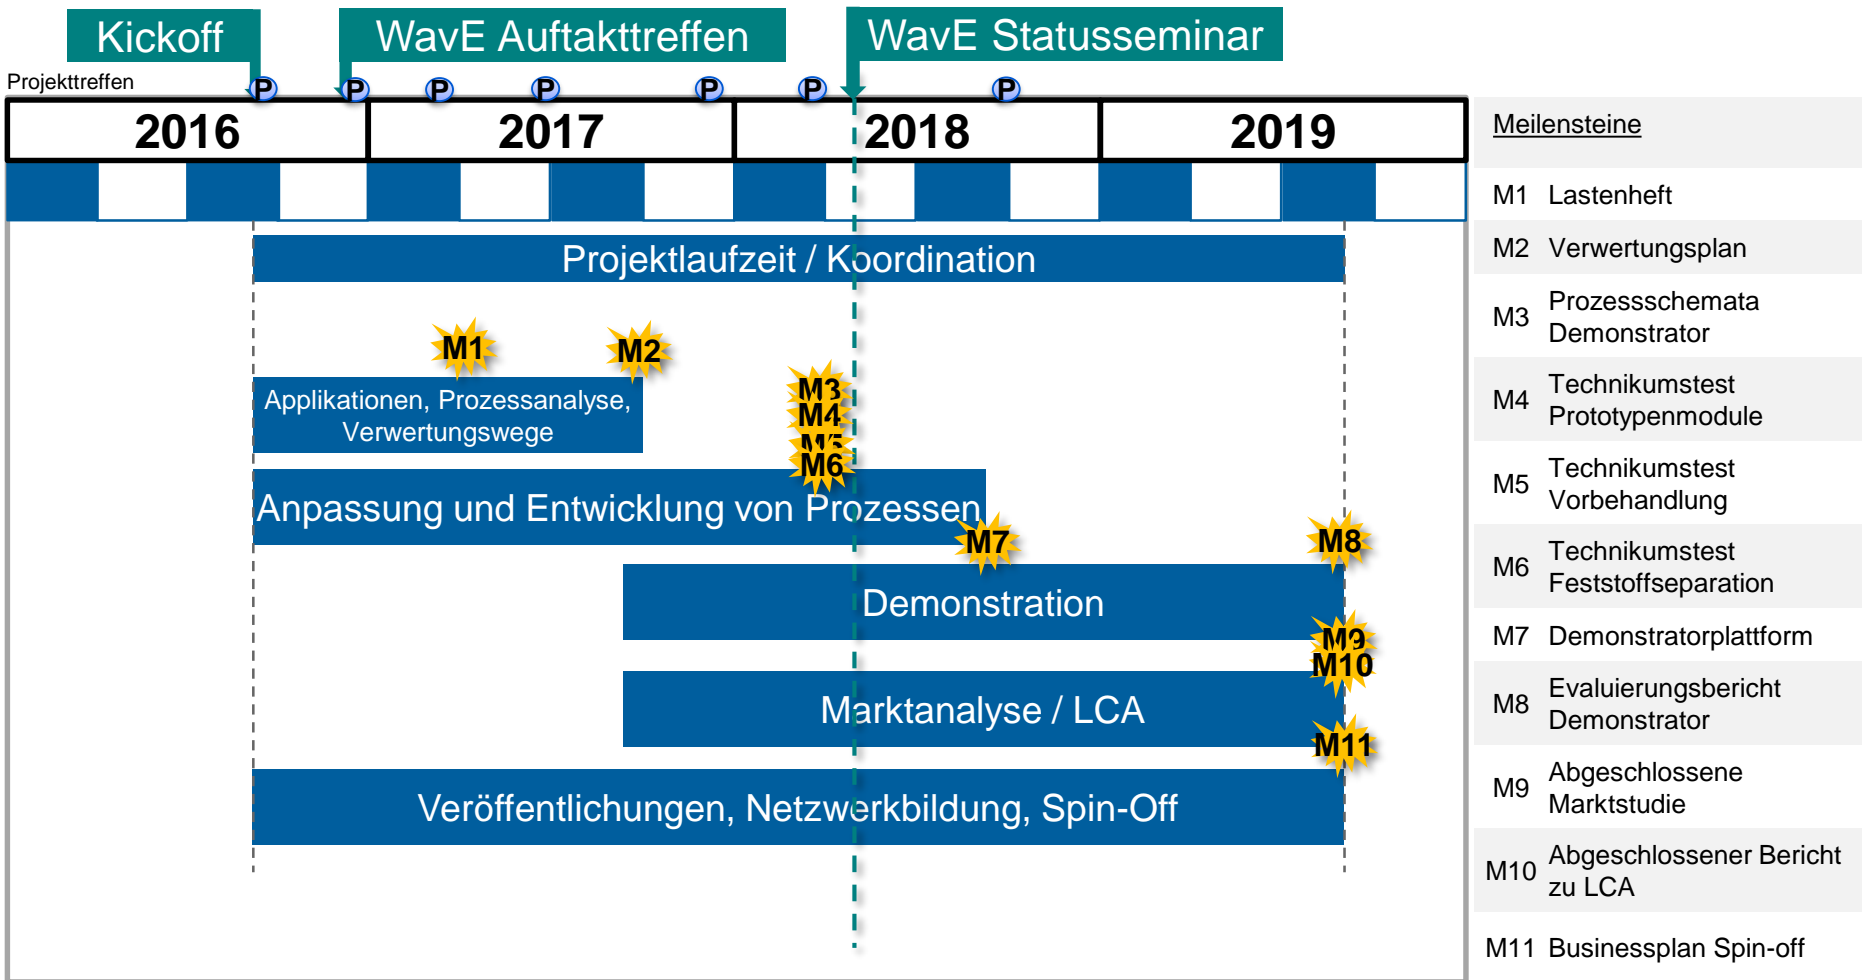 Kickoff
WavE Auftakttreffen
WavE Statusseminar
Projekttreffen
P
P
P
P
P
P
P
2016
2017
2018
2019
Projektlaufzeit / Koordination
M1
M2
Applikationen, Prozessanalyse,
Verwertungswege
M3
M4
M5
M6
Anpassung und Entwicklung von Prozessen
M7
M8
Demonstration
M9
M10
Marktanalyse / LCA
M11
Veröffentlichungen, Netzwerkbildung, Spin-Off
Meilensteine
M1 Lastenheft
M2 Verwertungsplan
M3 Prozessschemata
Demonstrator
M4 Technikumstest
Prototypenmodule
M5 Technikumstest
Vorbehandlung
M6 Technikumstest
Feststoffseparation
M7 Demonstratorplattform
M8 Evaluierungsbericht
Demonstrator
M9 Abgeschlossene
Marktstudie
M10 Abgeschlossener Bericht
zu LCA
M11 Businessplan Spin-off